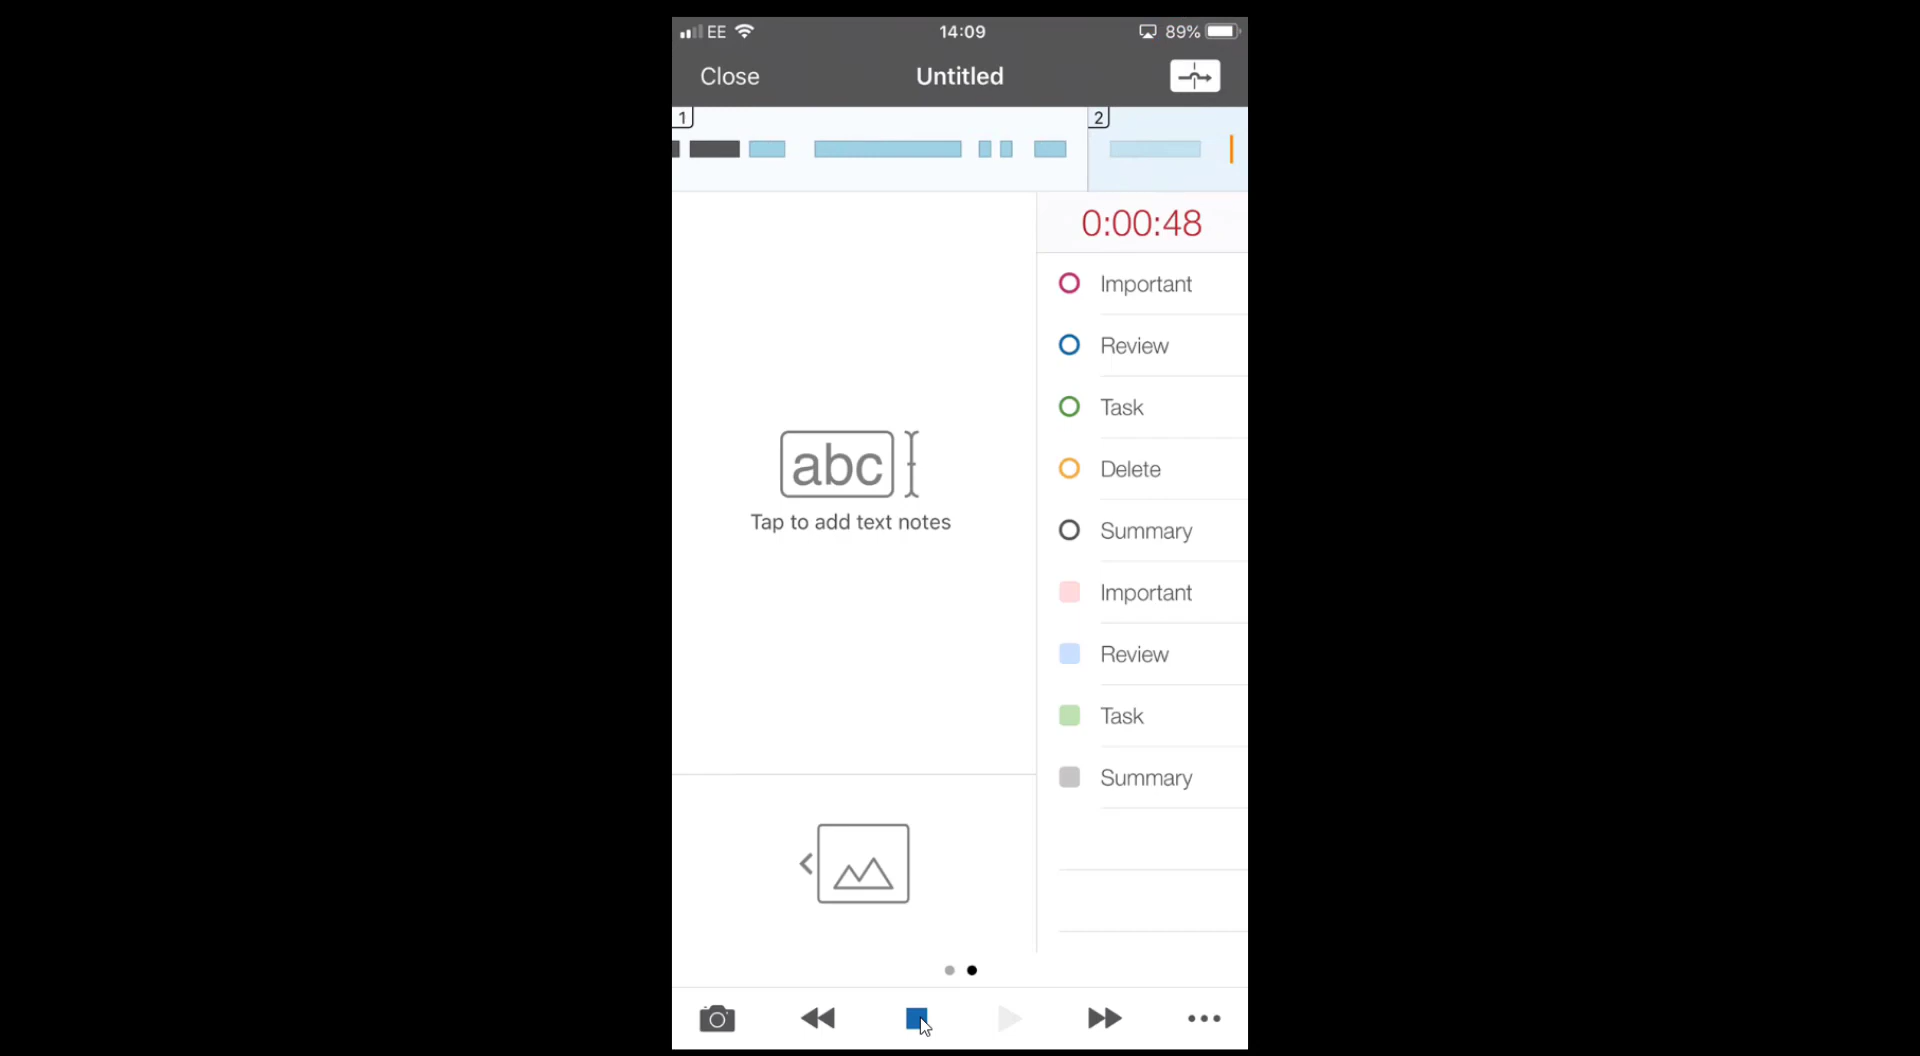 EE 14:09 89%
Close Untitled
1 2
0:00:48
Important
Review
Task
Delete
Summary
Important
Review
Task
Summary
abc
Tap to add text notes